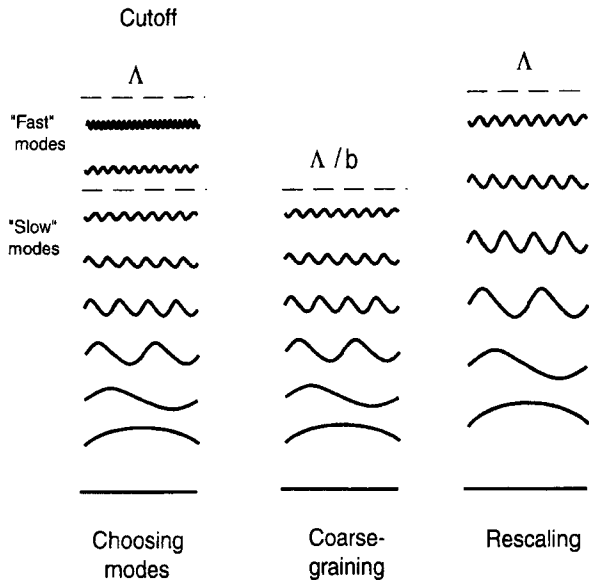 Cutoff
Λ
"Fast"
modes
"Slow"
modes
Choosing
modes
Λ /b
Coarse-
graining
Λ
Rescaling